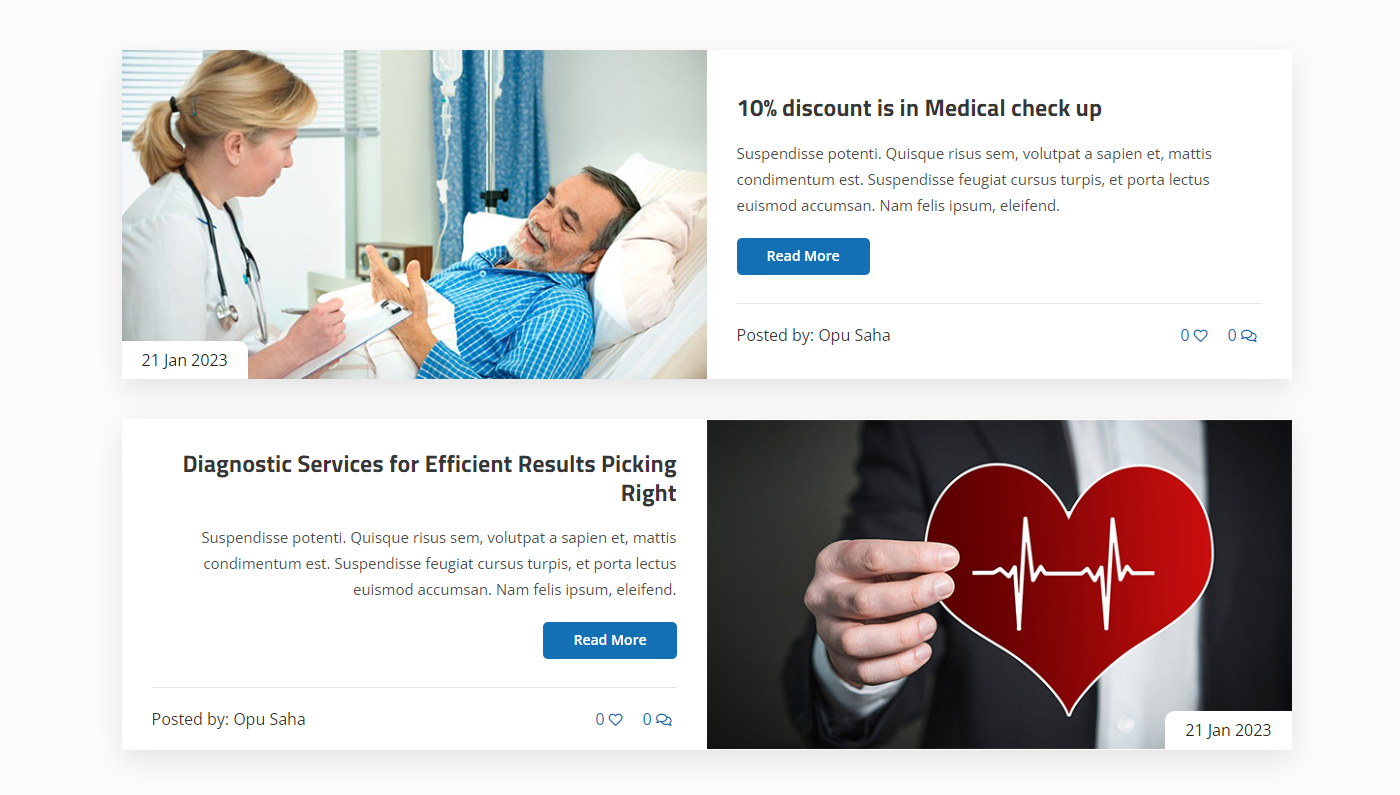 10% discount is in Medical check up
Suspendisse potenti. Quisque risus sem, volutpat a sapien et, mattis
condimentum est. Suspendisse feugiat cursus turpis, et porta lectus
euismod accumsan. Nam felis ipsum, eleifend.
Read More
Posted by: Opu Saha
0 0
21 Jan 2023
Diagnostic Services for Efficient Results Picking
Right
Suspendisse potenti. Quisque risus sem, volutpat a sapien et, mattis
condimentum est. Suspendisse feugiat cursus turpis, et porta lectus
euismod accumsan. Nam felis ipsum, eleifend.
Read More
Posted by: Opu Saha
0 0
21 Jan 2023